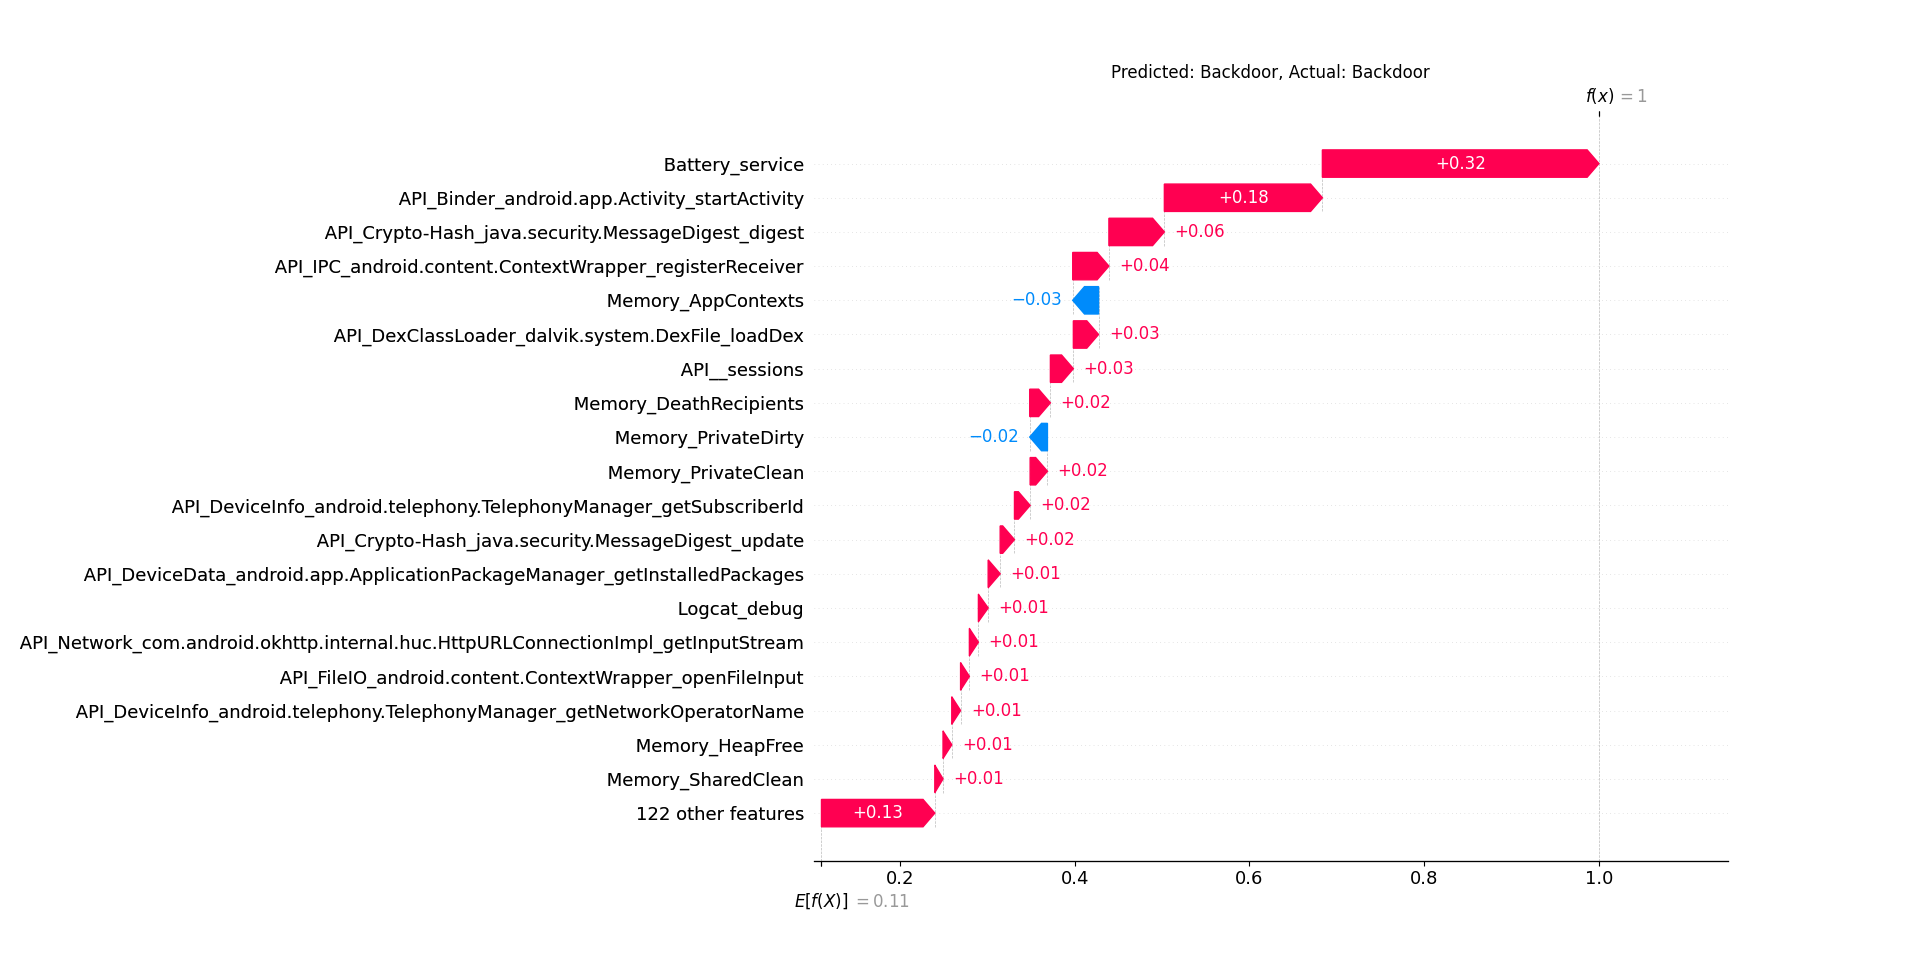 Predicted: Backdoor, Actual: Backdoor
f(x) = 1
Battery_service +0.32
API_Binder_android.app.Activity_startActivity +0.18
API_Crypto-Hash_java.security.MessageDigest_digest +0.06
API_IPC_android.content.ContextWrapper_registerReceiver +0.04
Memory_AppContexts −0.03
API_DexClassLoader_dalvik.system.DexFile_loadDex +0.03
API__sessions +0.03
Memory_DeathRecipients +0.02
Memory_PrivateDirty −0.02
Memory_PrivateClean +0.02
API_DeviceInfo_android.telephony.TelephonyManager_getSubscriberId +0.02
API_Crypto-Hash_java.security.MessageDigest_update +0.02
API_DeviceData_android.app.ApplicationPackageManager_getInstalledPackages +0.01
Logcat_debug +0.01
API_Network_com.android.okhttp.internal.huc.HttpURLConnectionImpl_getInputStream +0.01
API_FileIO_android.content.ContextWrapper_openFileInput +0.01
API_DeviceInfo_android.telephony.TelephonyManager_getNetworkOperatorName +0.01
Memory_HeapFree +0.01
Memory_SharedClean +0.01
122 other features +0.13
0.2 0.4 0.6 0.8 1.0
E[f(X)] = 0.11